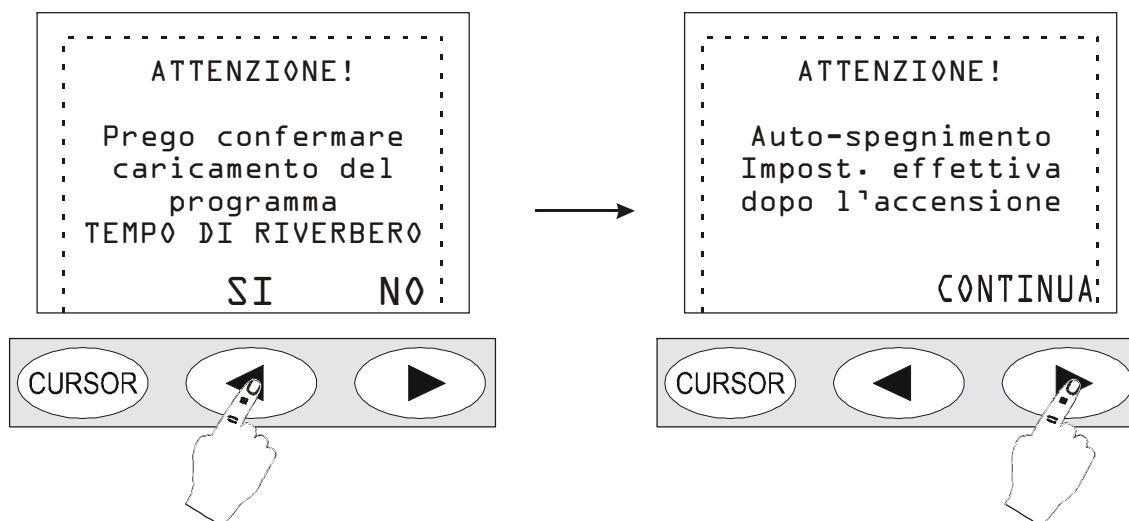 ATTENZIONE!
Prego confermare
caricamento del
programma
TEMPO DI RIVERBERO
SI NO
CURSOR
ATTENZIONE!
Auto-spegnimento
Impost. effettiva
dopo l'accensione
CONTINUA
CURSOR